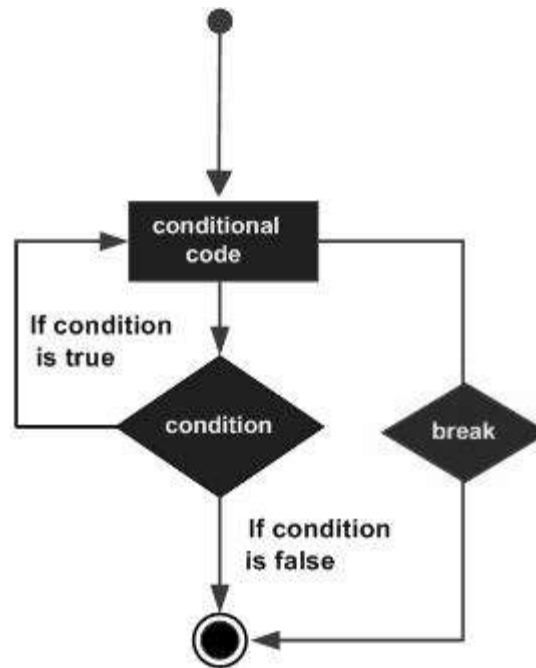 conditional
code
If condition
is true
condition
break
If condition
is false